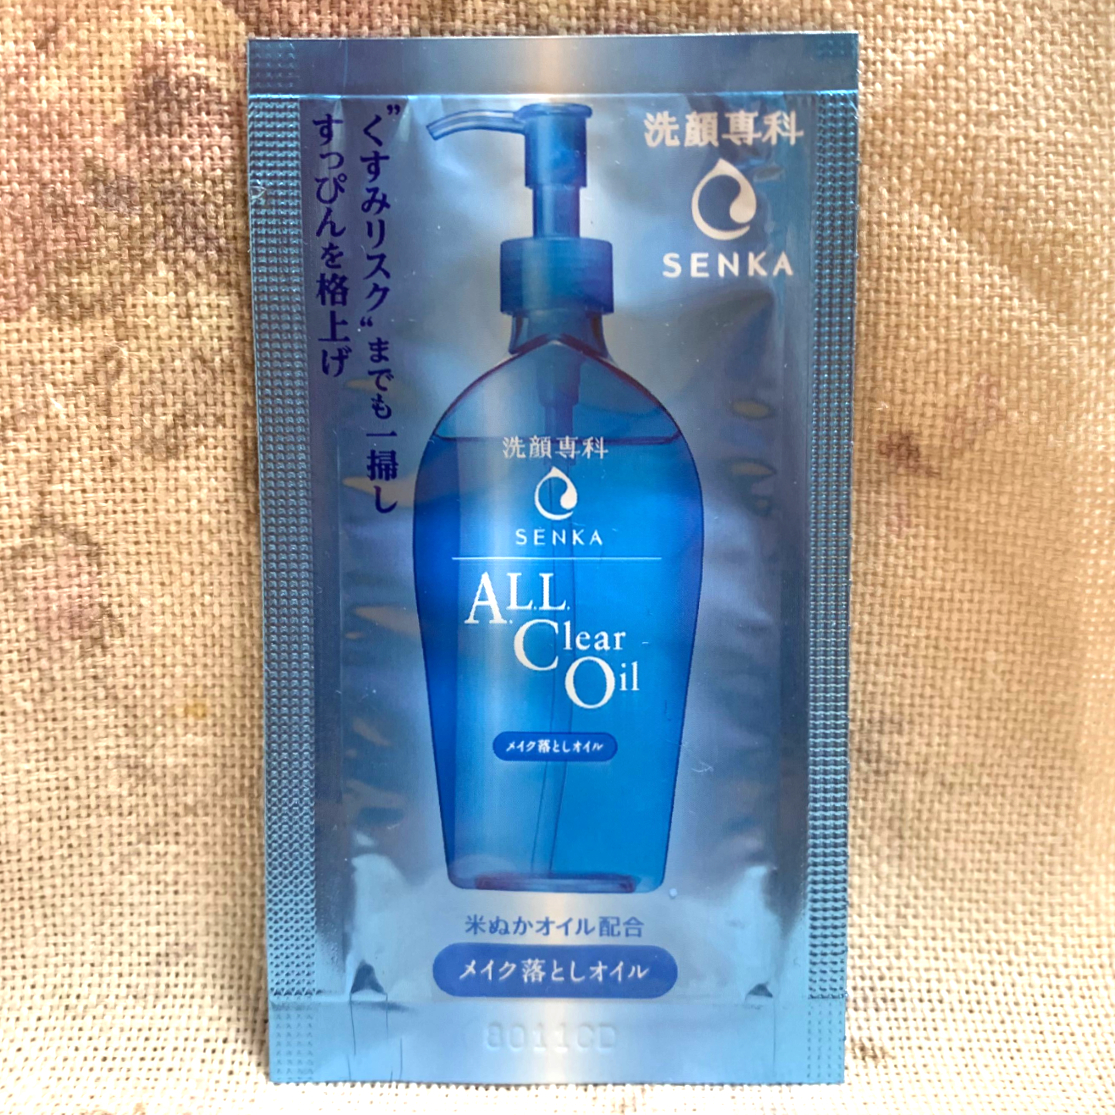 ”くすみリスク“までも一掃し
すっぴんを格上げ
洗顔専科
SENKA
洗顔専科
SENKA
A.L.L.
Clear
Oil
メイク落としオイル
米ぬかオイル配合
メイク落としオイル
8011CD